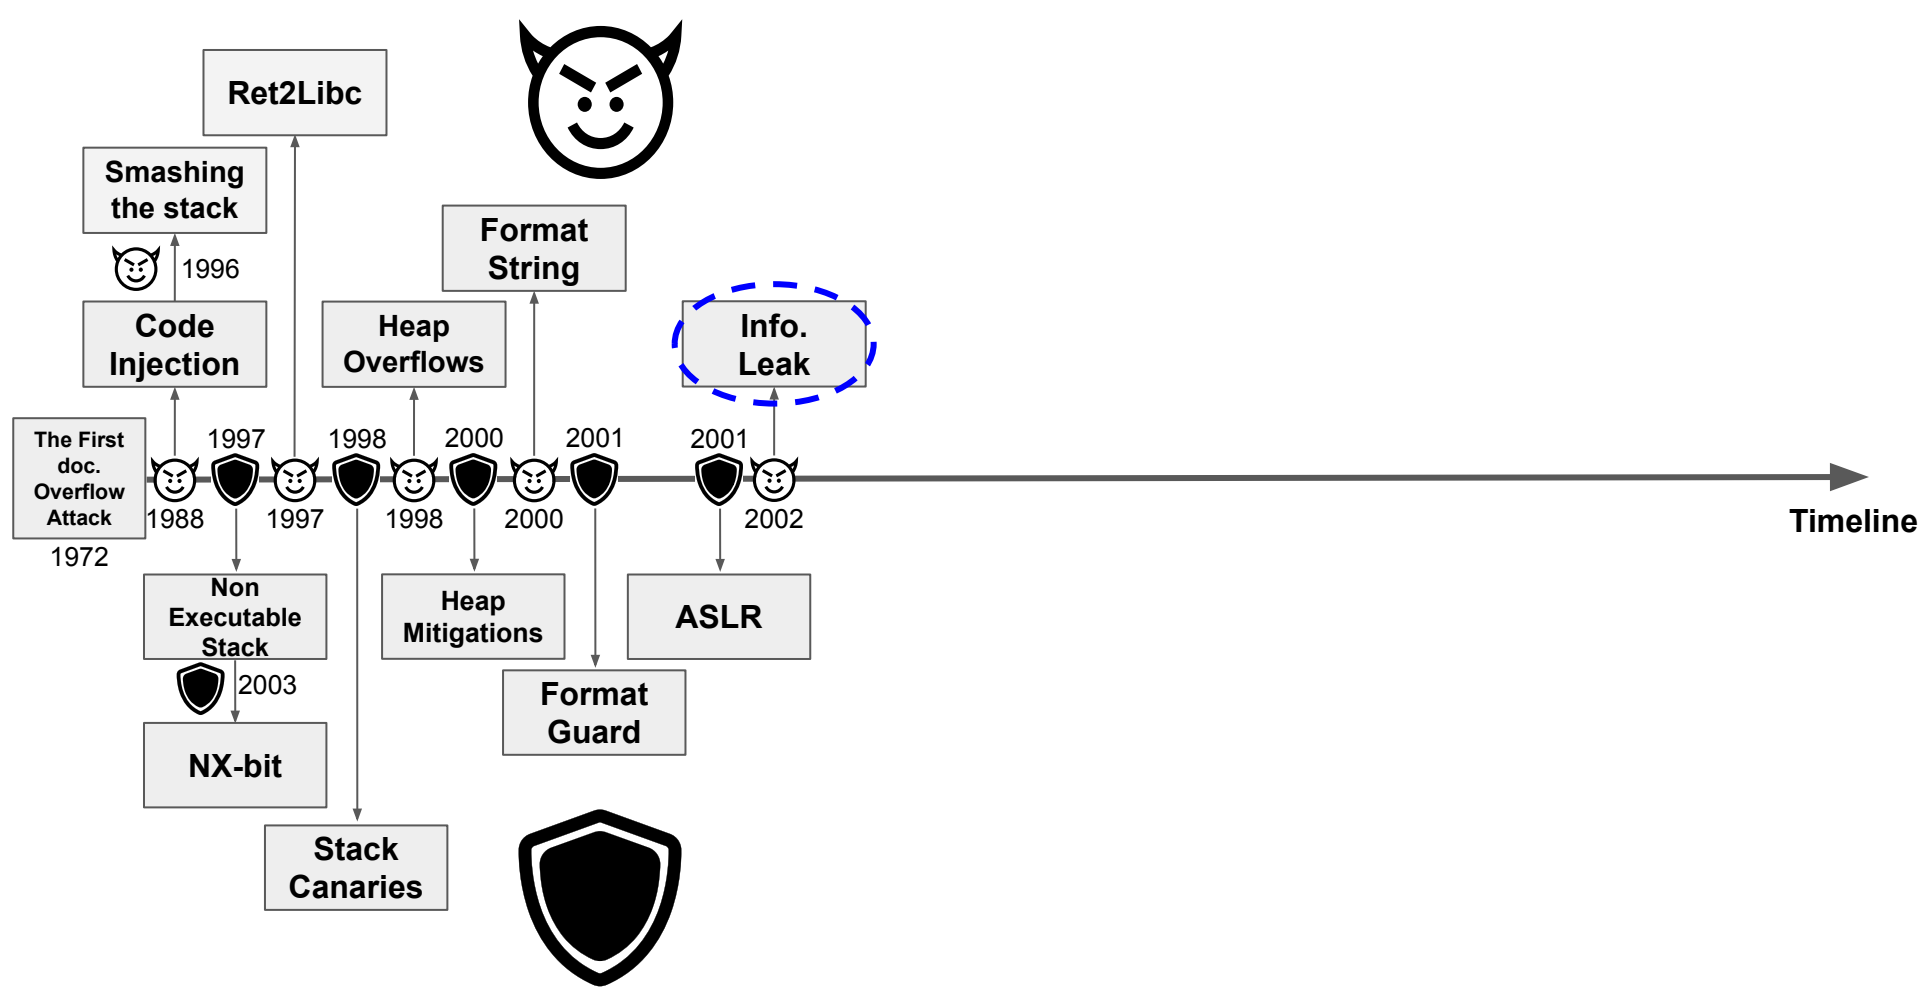 Ret2Libc
Smashing
the stack
1996
Format
String
Code
Injection
Heap
Overflows
Info.
Leak
The First
doc.
Overflow
Attack
1972
1997
1998
2000
2001
2001
1988
1997
1998
2000
2002
Timeline
Non
Executable
Stack
2003
NX-bit
Heap
Mitigations
ASLR
Format
Guard
Stack
Canaries